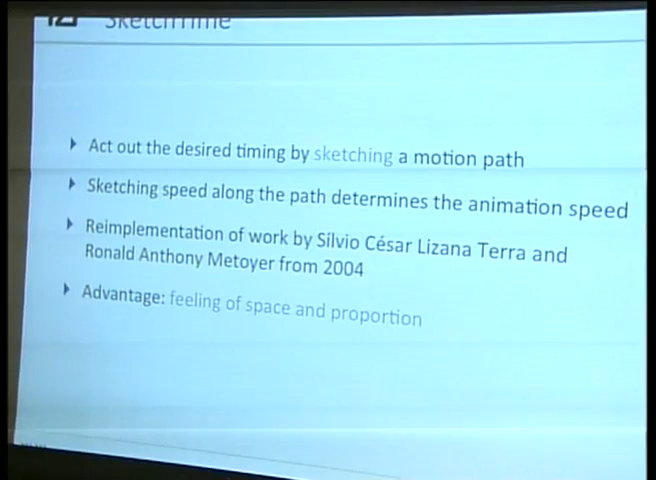 SketchTime
Act out the desired timing by sketching a motion path
Sketching speed along the path determines the animation speed
Reimplementation of work by Sílvio César Lizana Terra and
Ronald Anthony Metoyer from 2004
Advantage: feeling of space and proportion